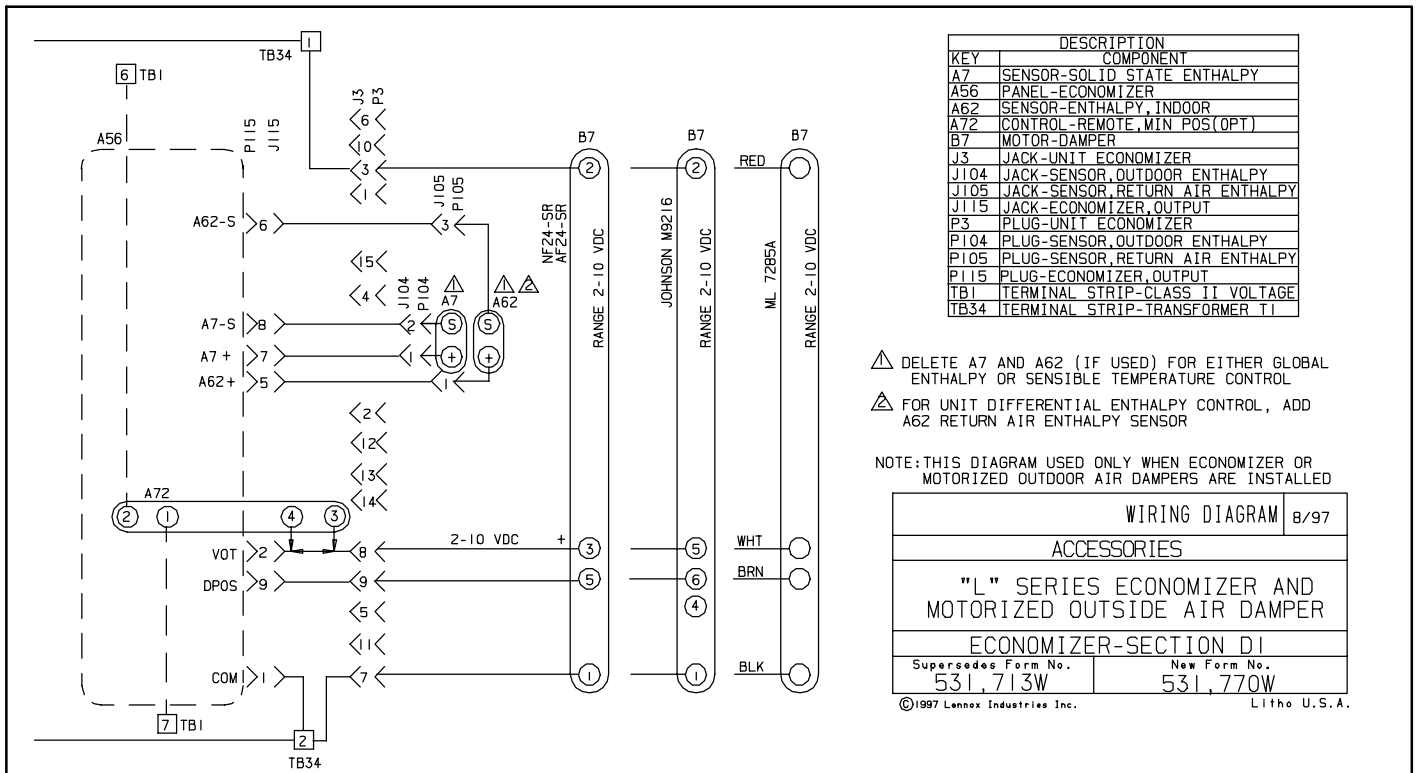 1
TB34
6 TB1
A56
P115
J115
J3
P3
6
10
3
1
A62-S 6
J105
P105
3
15
4
J104
P104
A7
1
A62
1 2
A7-S 8 2 S S
A7 + 7 1 + +
A62+ 5 1
2
12
13
14
A72
2 1 4 3
VOT 2 8 2-10 VDC + 3
DPOS 9 9 5
5
11
COM 1 7 1
7 TB1
2
TB34
B7
2
NF24-SR
AF24-SR
RANGE 2-10 VDC
B7
2
JOHNSON M9216
RANGE 2-10 VDC
5
6
4
1
B7
RED
ML 7285A
RANGE 2-10 VDC
WHT
BRN
BLK
DESCRIPTION
KEY COMPONENT
A7 SENSOR-SOLID STATE ENTHALPY
A56 PANEL-ECONOMIZER
A62 SENSOR-ENTHALPY,INDOOR
A72 CONTROL-REMOTE,MIN POS(OPT)
B7 MOTOR-DAMPER
J3 JACK-UNIT ECONOMIZER
J104 JACK-SENSOR,OUTDOOR ENTHALPY
J105 JACK-SENSOR,RETURN AIR ENTHALPY
J115 JACK-ECONOMIZER,OUTPUT
P3 PLUG-UNIT ECONOMIZER
P104 PLUG-SENSOR,OUTDOOR ENTHALPY
P105 PLUG-SENSOR,RETURN AIR ENTHALPY
P115 PLUG-ECONOMIZER,OUTPUT
TB1 TERMINAL STRIP-CLASS II VOLTAGE
TB34 TERMINAL STRIP-TRANSFORMER T1
1 DELETE A7 AND A62 (IF USED) FOR EITHER GLOBAL
ENTHALPY OR SENSIBLE TEMPERATURE CONTROL
2 FOR UNIT DIFFERENTIAL ENTHALPY CONTROL, ADD
A62 RETURN AIR ENTHALPY SENSOR
NOTE:THIS DIAGRAM USED ONLY WHEN ECONOMIZER OR
MOTORIZED OUTDOOR AIR DAMPERS ARE INSTALLED
WIRING DIAGRAM 8/97
ACCESSORIES
"L" SERIES ECONOMIZER AND
MOTORIZED OUTSIDE AIR DAMPER
ECONOMIZER-SECTION D1
Supersedes Form No. New Form No.
531,713W 531,770W
©1997 Lennox Industries Inc. Litho U.S.A.